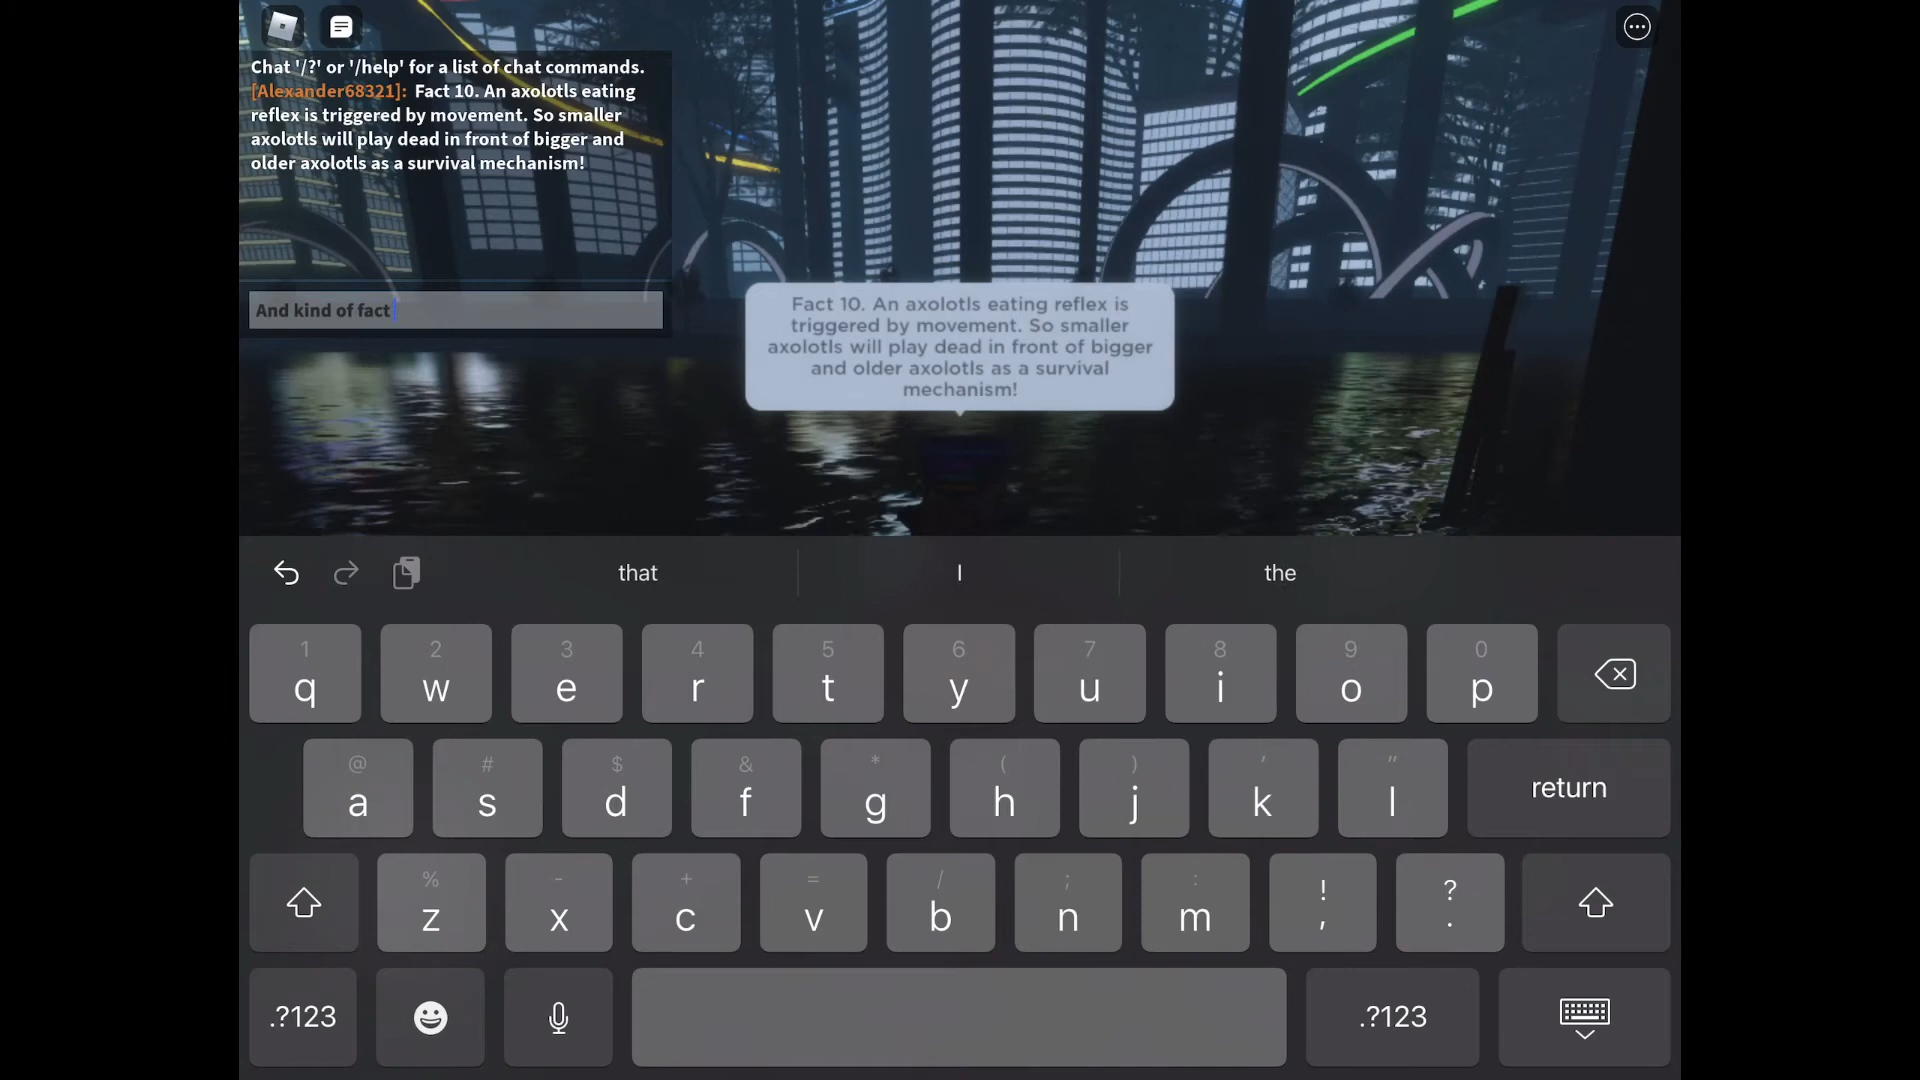 Chat '/?' or '/help' for a list of chat commands.
[Alexander68321]: Fact 10. An axolotls eating
reflex is triggered by movement. So smaller
axolotls will play dead in front of bigger and
older axolotls as a survival mechanism!
And kind of fact
Fact 10. An axolotls eating reflex is
triggered by movement. So smaller
axolotls will play dead in front of bigger
and older axolotls as a survival
mechanism!
that I the
1 2 3 4 5 6 7 8 9 0
q w e r t y u i o p
@ # $ & * ( ) ' "
a s d f g h j k l return
% - + = / ; : ! ?
z x c v b n m , .
.?123 .?123